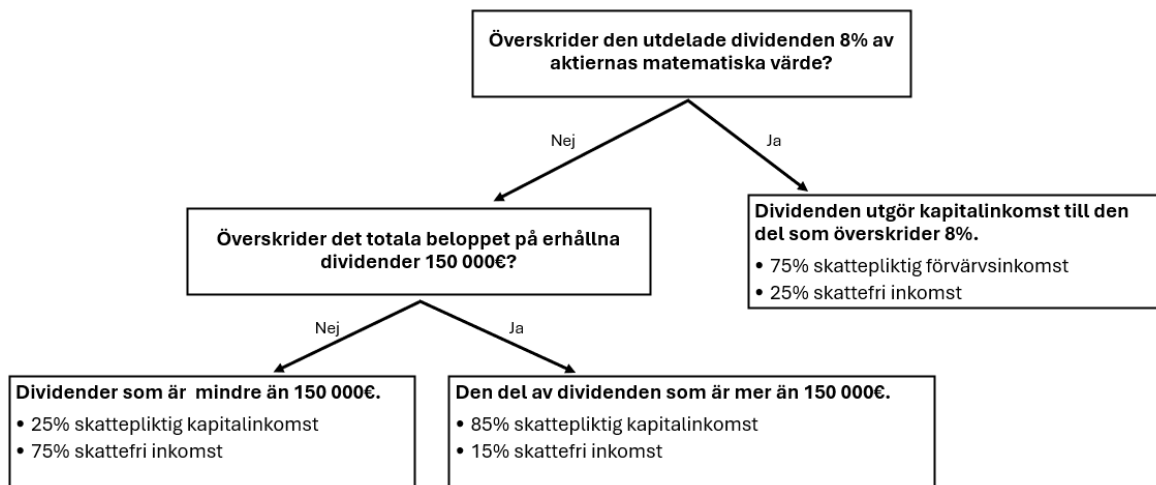 Överskrider den utdelade dividenden 8% av
aktiernas matematiska värde?
Nej
Ja
Överskrider det totala beloppet på erhållna
dividender 150 000€?
Dividenden utgör kapitalinkomst till den
del som överskrider 8%.
• 75% skattepliktig förvärvsinkomst
• 25% skattefri inkomst
Nej
Ja
Dividender som är mindre än 150 000€.
• 25% skattepliktig kapitalinkomst
• 75% skattefri inkomst
Den del av dividenden som är mer än 150 000€.
• 85% skattepliktig kapitalinkomst
• 15% skattefri inkomst